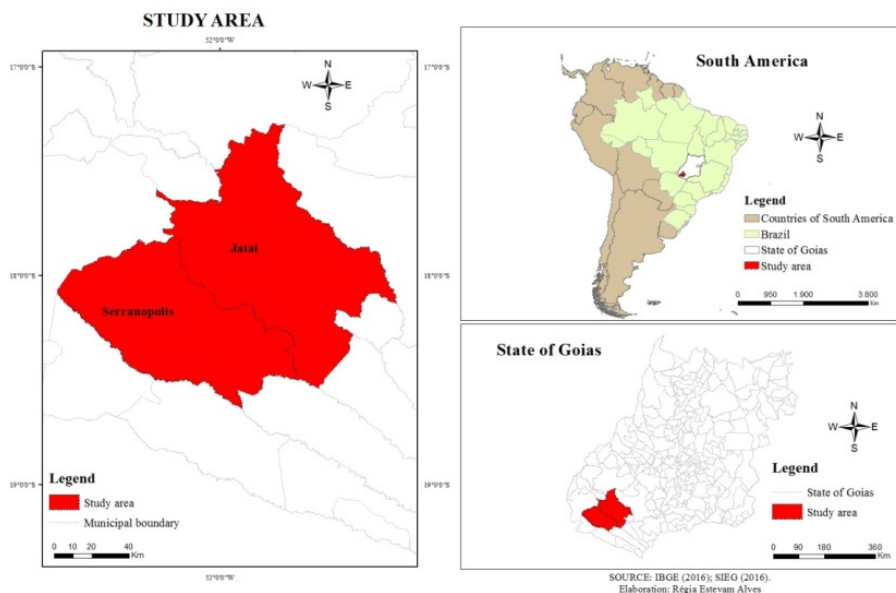 STUDY AREA
52°0'0"W
17°0'0"S
17°0'0"S
N
W E
S
Jatai
18°0'0"S
18°0'0"S
Serranopolis
19°0'0"S
19°0'0"S
Legend
Study area
Municipal boundary
0 10 20 40
Km
52°0'0"W
South America
N
W E
S
Legend
Countries of South America
Brazil
State of Goias
Study area
0 950 1.900 3.800
Km
State of Goias
N
W E
S
Legend
State of Goias
Study area
0 90 180 360
Km
SOURCE: IBGE (2016); SIEG (2016).
Elaboration: Régia Estevam Alves